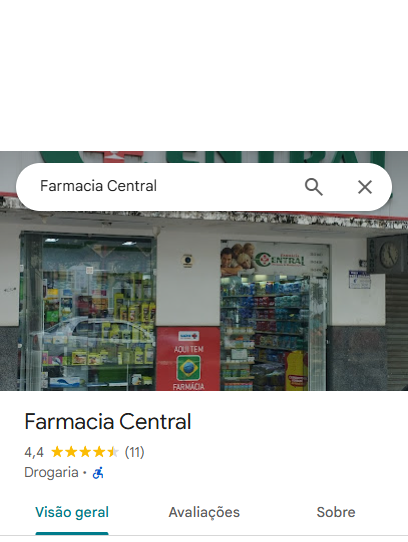 CENTRAL
Farmacia Central
CENTRAL
AQUI TEM
FARMÁCIA
Farmacia Central
4,4 (11)
Drogaria ·
Visão geral
Avaliações
Sobre